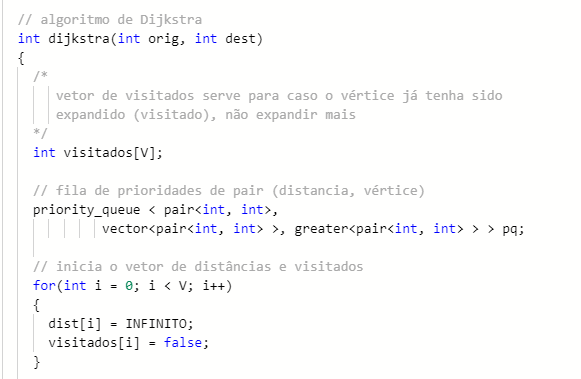 // algoritmo de Dijkstra
int dijkstra(int orig, int dest)
{
/*
vetor de visitados serve para caso o vértice já tenha sido
expandido (visitado), não expandir mais
*/
int visitados[V];
// fila de prioridades de pair (distancia, vértice)
priority_queue < pair<int, int>,
vector<pair<int, int> >, greater<pair<int, int> > > pq;
// inicia o vetor de distâncias e visitados
for(int i = 0; i < V; i++)
{
dist[i] = INFINITO;
visitados[i] = false;
}